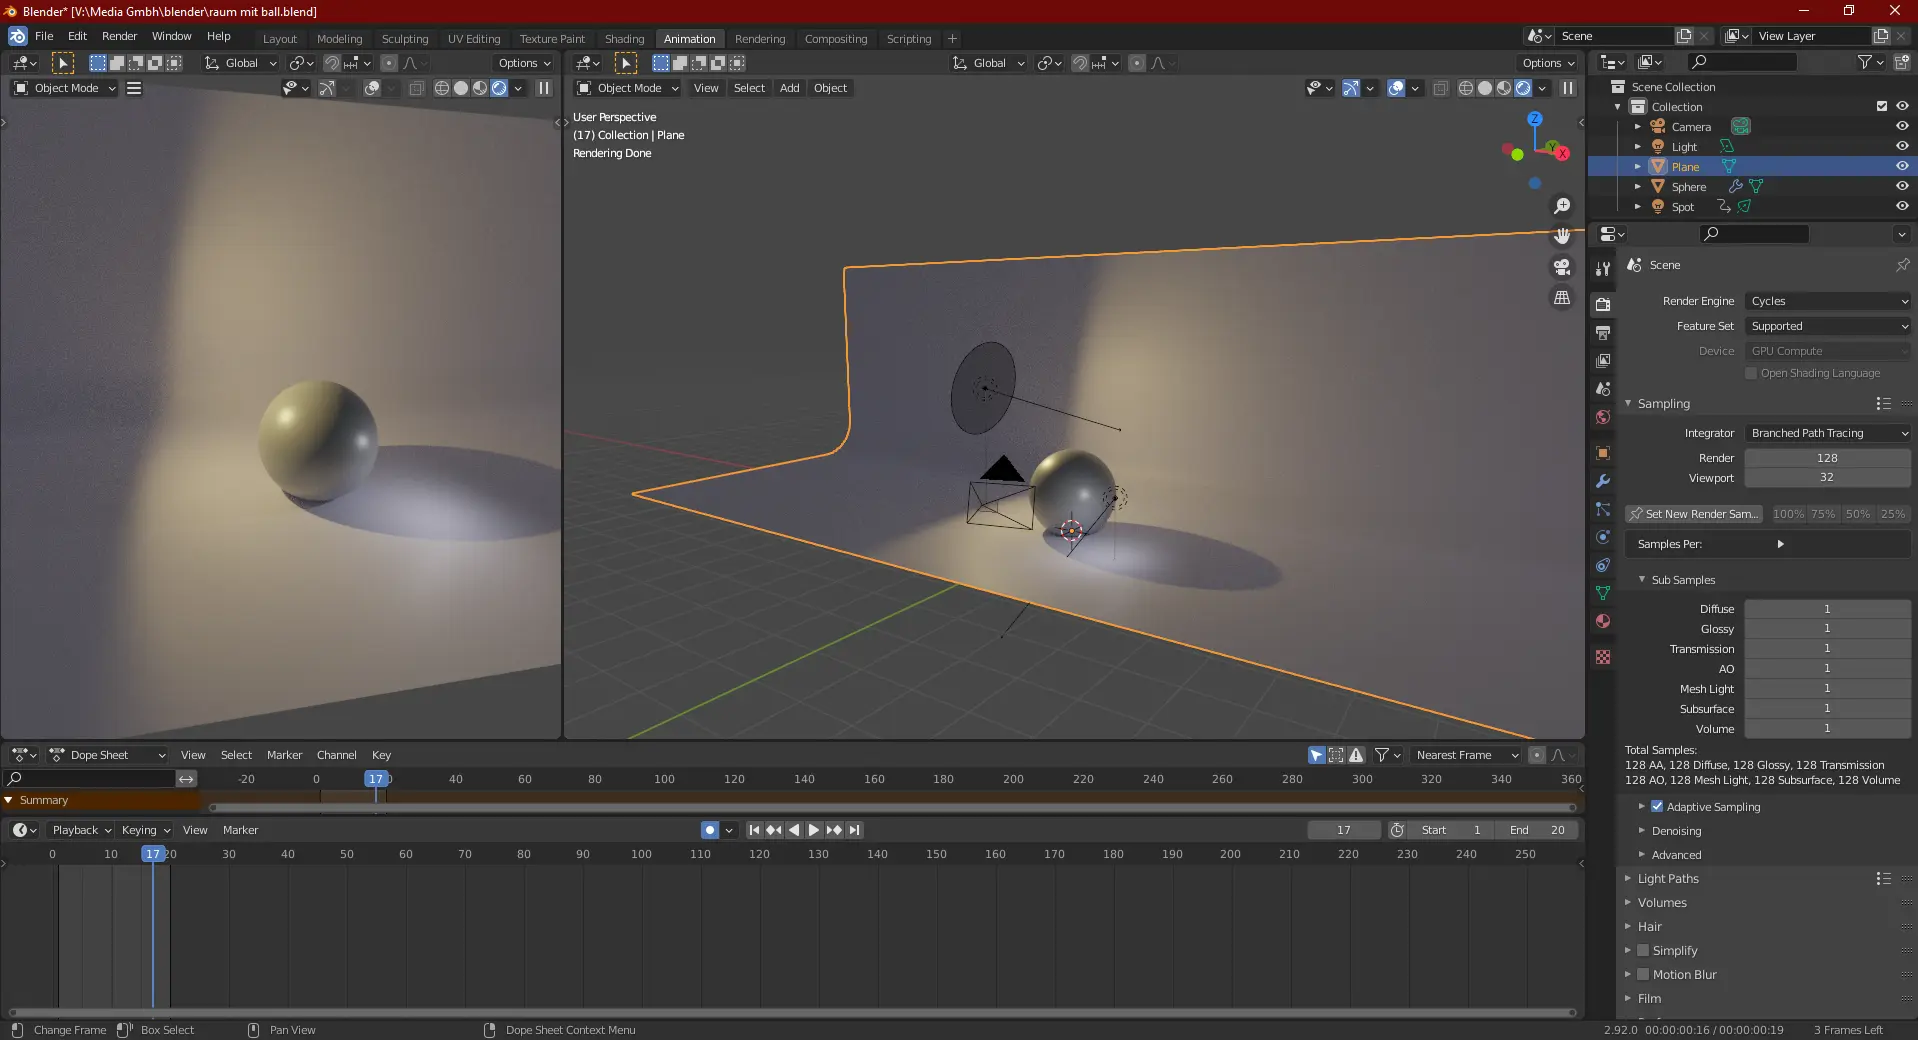 Blender* [V:\Media Gmbh\blender\raum mit ball.blend]
File Edit Render Window Help Layout Modeling Sculpting UV Editing Texture Paint Shading Animation Rendering Compositing Scripting + Scene View Layer
Global Options Global Options
Object Mode Object Mode View Select Add Object
User Perspective
(17) Collection | Plane
Rendering Done
Z
Y
X
Scene Collection
Collection
Camera
Light
Plane
Sphere
Spot
Scene
Render Engine Cycles
Feature Set Supported
Device GPU Compute
Open Shading Language
Sampling
Integrator Branched Path Tracing
Render 128
Viewport 32
Set New Render Sam... 100% 75% 50% 25%
Samples Per:
Sub Samples
Diffuse 1
Glossy 1
Transmission 1
AO 1
Mesh Light 1
Subsurface 1
Volume 1
Total Samples:
128 AA, 128 Diffuse, 128 Glossy, 128 Transmission
128 AO, 128 Mesh Light, 128 Subsurface, 128 Volume
Adaptive Sampling
Denoising
Advanced
Light Paths
Volumes
Hair
Simplify
Motion Blur
Film
Dope Sheet View Select Marker Channel Key Nearest Frame
-20 0 17 40 60 80 100 120 140 160 180 200 220 240 260 280 300 320 340 360
Summary
Playback Keying View Marker 17 Start 1 End 20
0 10 17 20 30 40 50 60 70 80 90 100 110 120 130 140 150 160 170 180 190 200 210 220 230 240 250
Change Frame Box Select Pan View Dope Sheet Context Menu 2.92.0 00:00:00:16 / 00:00:00:19 3 Frames Left